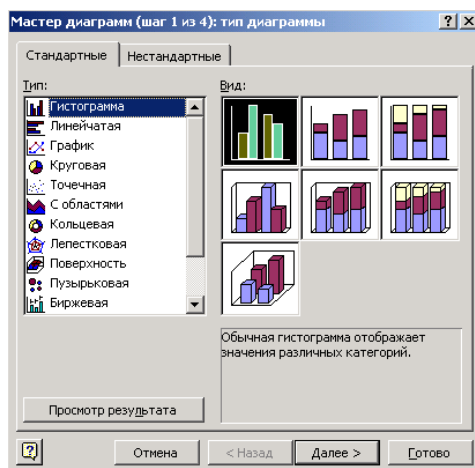 Мастер диаграмм (шаг 1 из 4): тип диаграммы
Стандартные
Нестандартные
Тип:
Гистограмма
Линейчатая
График
Круговая
Точечная
С областями
Кольцевая
Лепестковая
Поверхность
Пузырьковая
Биржевая
Вид:
Обычная гистограмма отображает
значения различных категорий.
Просмотр результата
Отмена
< Назад
Далее >
Готово